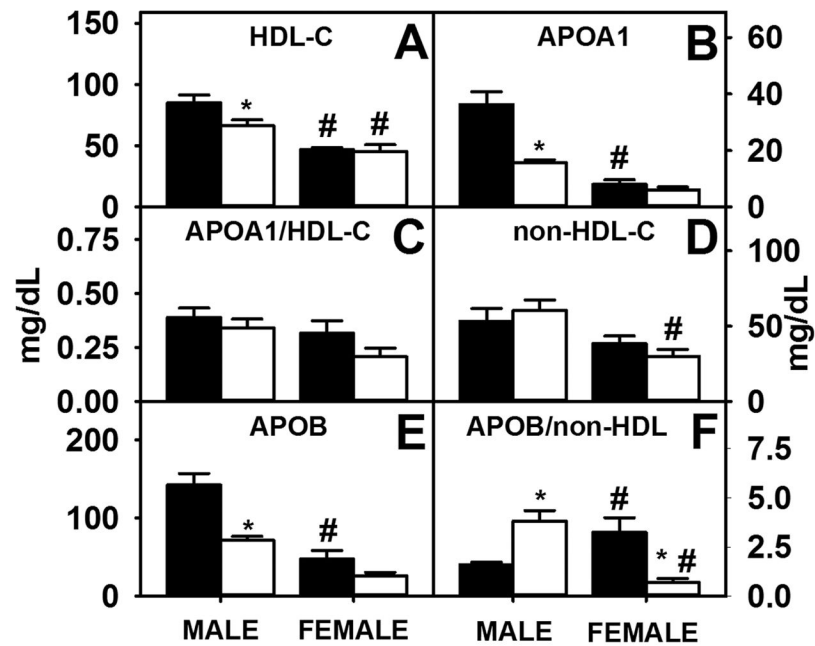 150
HDL-C
A
APOA1
B
60
100
*
#
#
40
50
*
#
20
0
0
0.75
APOA1/HDL-C
C
non-HDL-C
D
100
mg/dL
0.50
#
50
mg/dL
0.25
0.00
0
200
APOB
E
APOB/non-HDL
F
7.5
100
*
#
*
#
5.0
* #
2.5
0
0.0
MALE
FEMALE
MALE
FEMALE